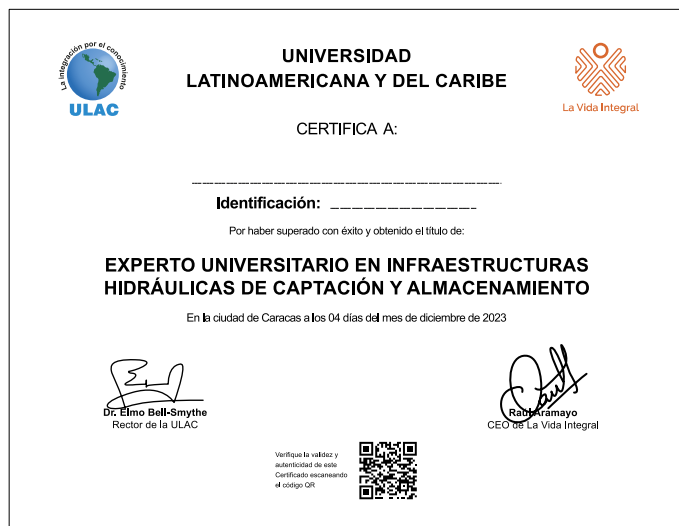 La integración por el conocimiento
ULAC
UNIVERSIDAD
LATINOAMERICANA Y DEL CARIBE
La Vida Integral
CERTIFICA A:
Identificación:
Por haber superado con éxito y obtenido el título de:
EXPERTO UNIVERSITARIO EN INFRAESTRUCTURAS
HIDRÁULICAS DE CAPTACIÓN Y ALMACENAMIENTO
En la ciudad de Caracas a los 04 días del mes de diciembre de 2023
Dr. Elmo Bell-Smythe
Rector de la ULAC
Raul Aramayo
CEO de La Vida Integral
Verifique la validez y
autenticidad de este
Certificado escaneando
el código QR